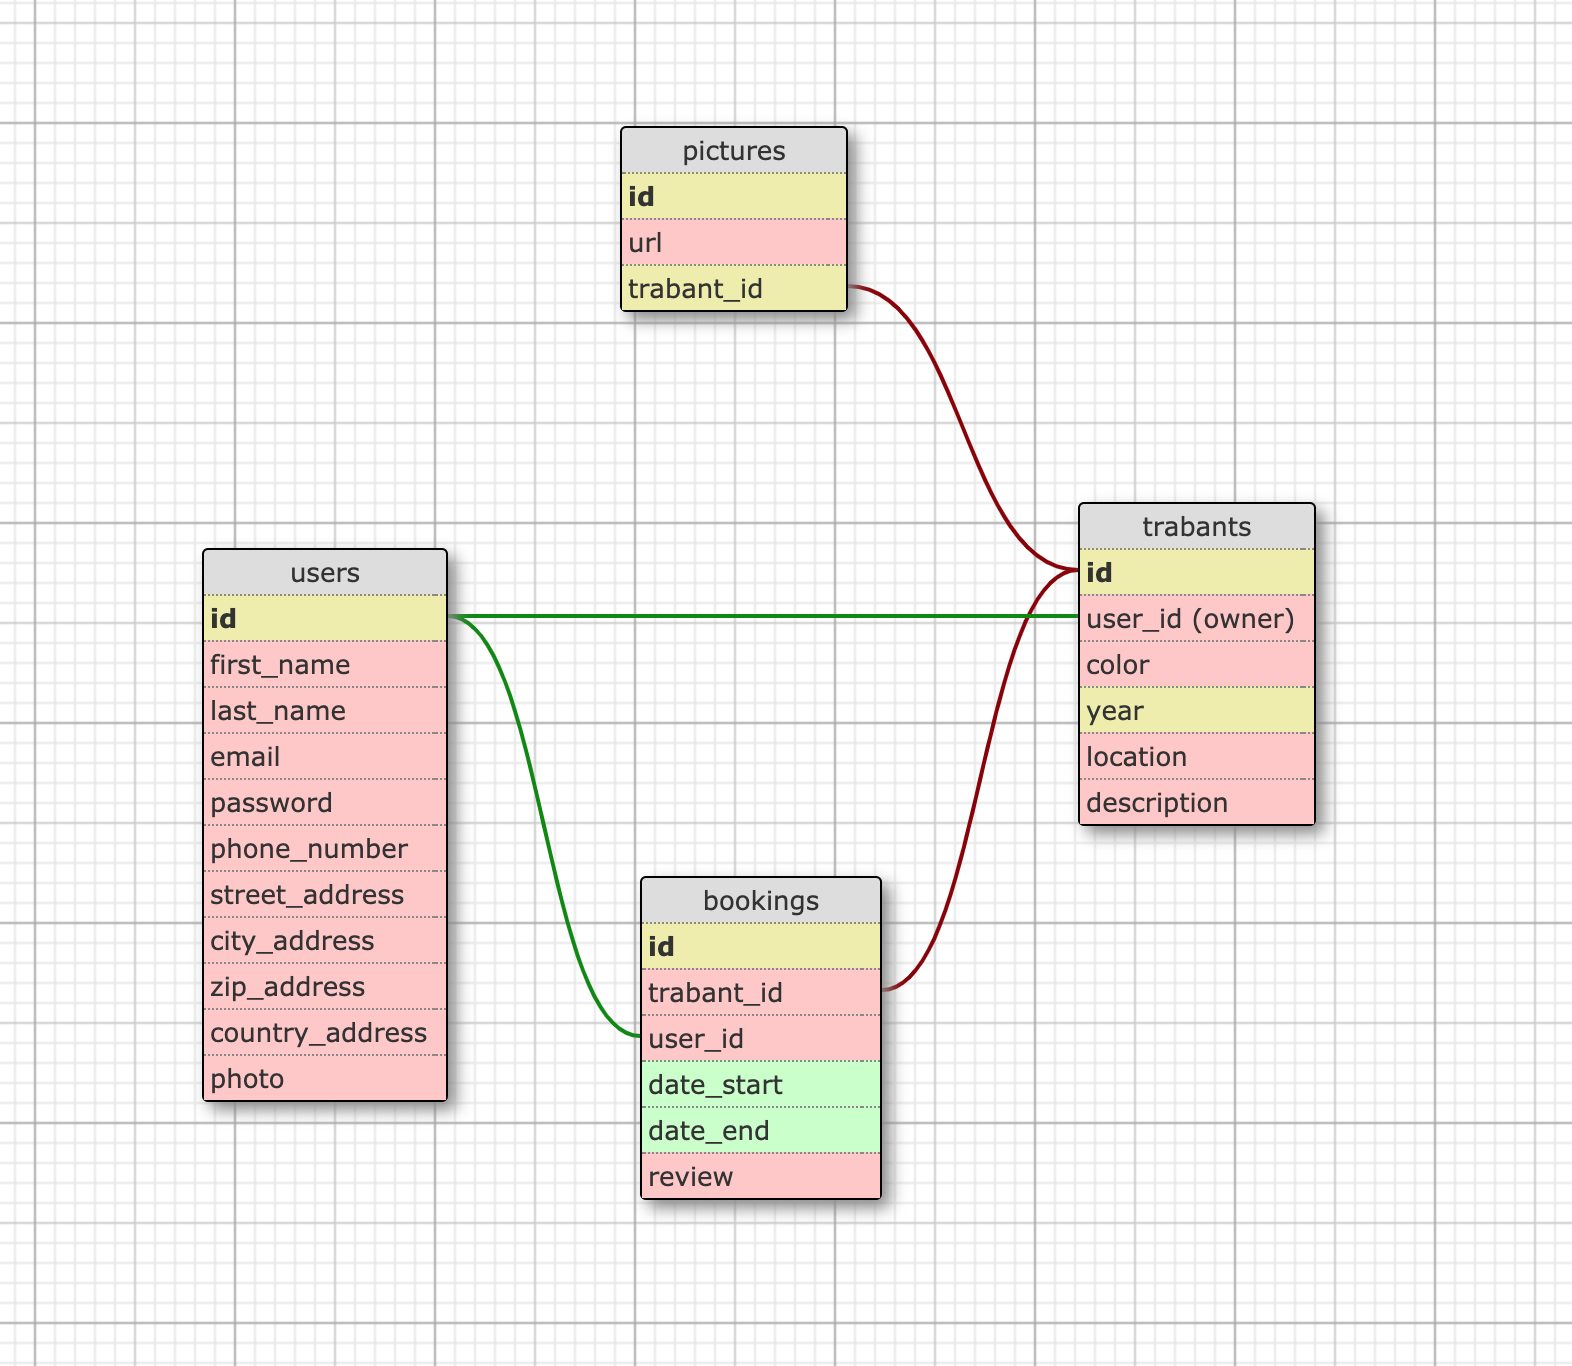 pictures
id
url
trabant_id
users
id
first_name
last_name
email
password
phone_number
street_address
city_address
zip_address
country_address
photo
trabants
id
user_id (owner)
color
year
location
description
bookings
id
trabant_id
user_id
date_start
date_end
review